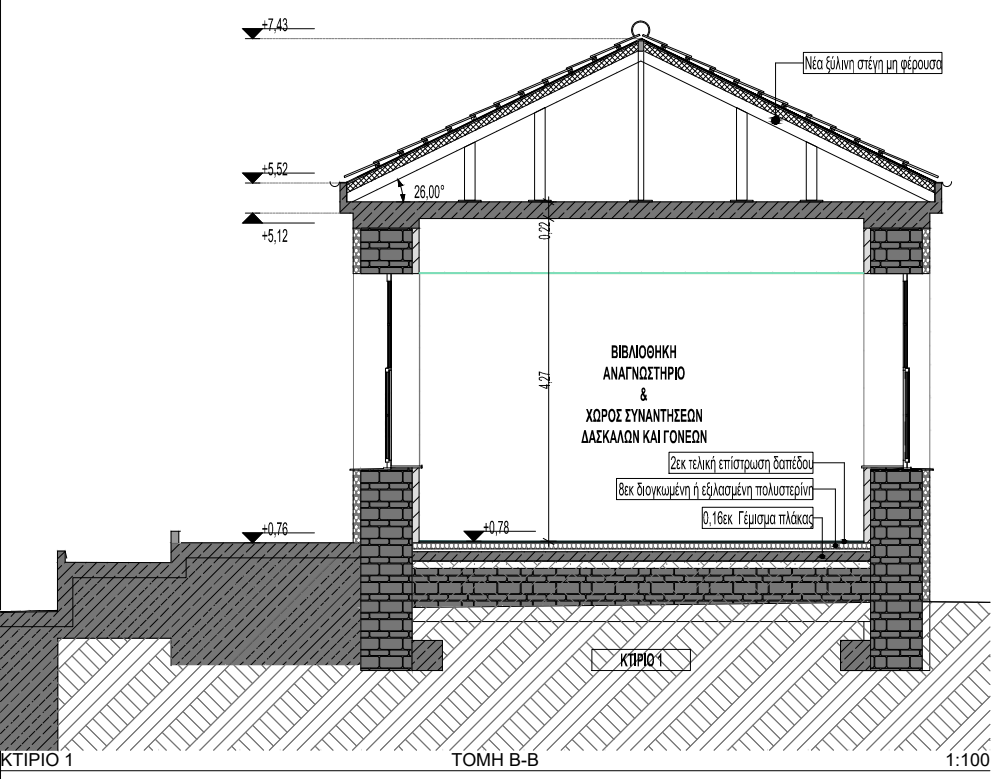 +7,43
Νέα ξύλινη στέγη μη φέρουσα
+5,52
26,00°
+5,12
0,22
ΒΙΒΛΙΟΘΗΚΗ
ΑΝΑΓΝΩΣΤΗΡΙΟ
&
ΧΩΡΟΣ ΣΥΝΑΝΤΗΣΕΩΝ
ΔΑΣΚΑΛΩΝ ΚΑΙ ΓΟΝΕΩΝ
4,27
2εκ τελική επίστρωση δαπέδου
8εκ διογκωμένη ή εξιλασμένη πολυστερίνη
0,16εκ Γέμισμα πλάκας
+0,76
+0,78
ΚΤΙΡΙΟ 1
ΚΤΙΡΙΟ 1 ΤΟΜΗ Β-Β 1:100